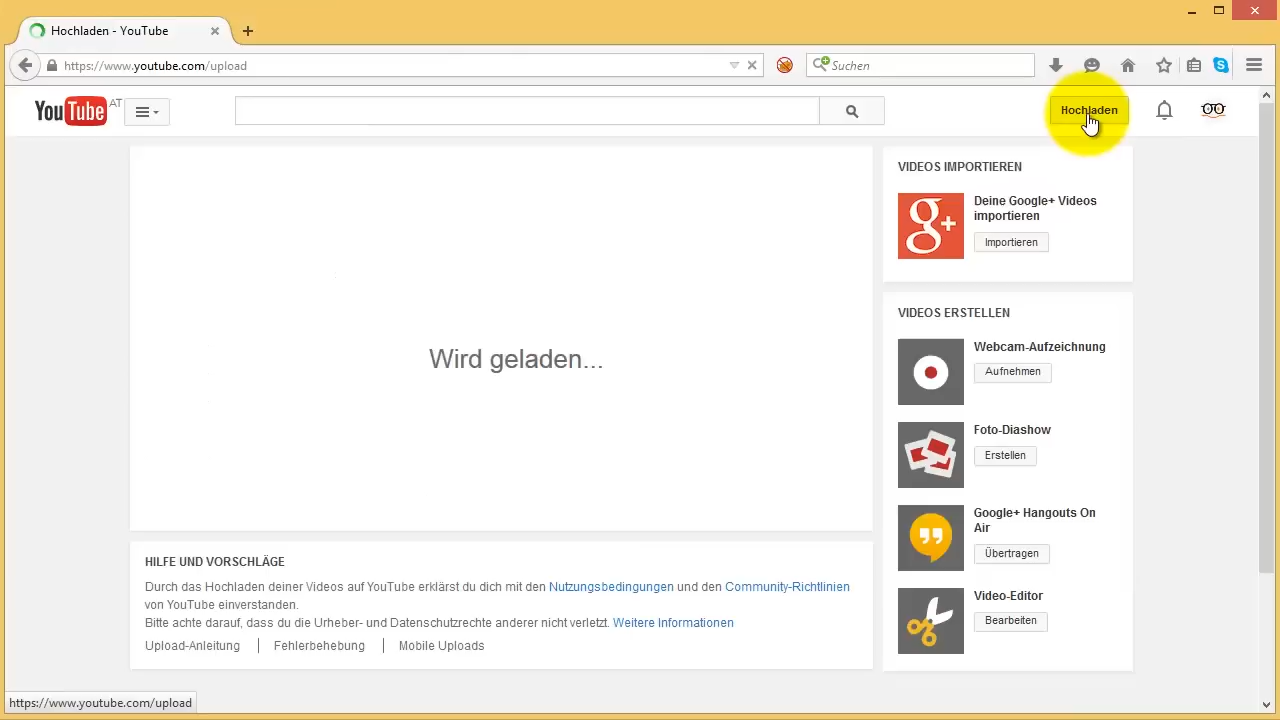 Hochladen - YouTube
https://www.youtube.com/upload
Suchen
YouTube AT
Hochladen
Wird geladen...
VIDEOS IMPORTIEREN
g+
Deine Google+ Videos
importieren
Importieren
VIDEOS ERSTELLEN
Webcam-Aufzeichnung
Aufnehmen
Foto-Diashow
Erstellen
Google+ Hangouts On
Air
Übertragen
Video-Editor
Bearbeiten
HILFE UND VORSCHLÄGE
Durch das Hochladen deiner Videos auf YouTube erklärst du dich mit den Nutzungsbedingungen und den Community-Richtlinien
von YouTube einverstanden.
Bitte achte darauf, dass du die Urheber- und Datenschutzrechte anderer nicht verletzt. Weitere Informationen
Upload-Anleitung
Fehlerbehebung
Mobile Uploads
https://www.youtube.com/upload